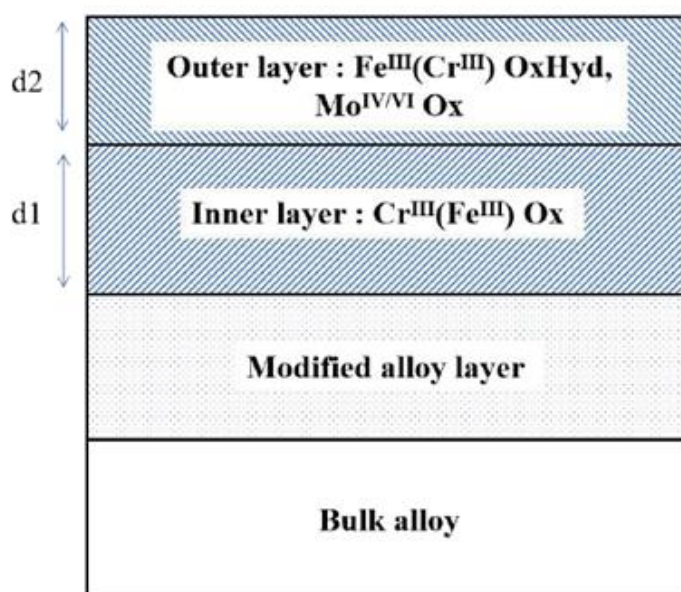 d2
Outer layer : Fe^III(Cr^III) OxHyd,
Mo^IV/VI Ox
d1
Inner layer : Cr^III(Fe^III) Ox
Modified alloy layer
Bulk alloy